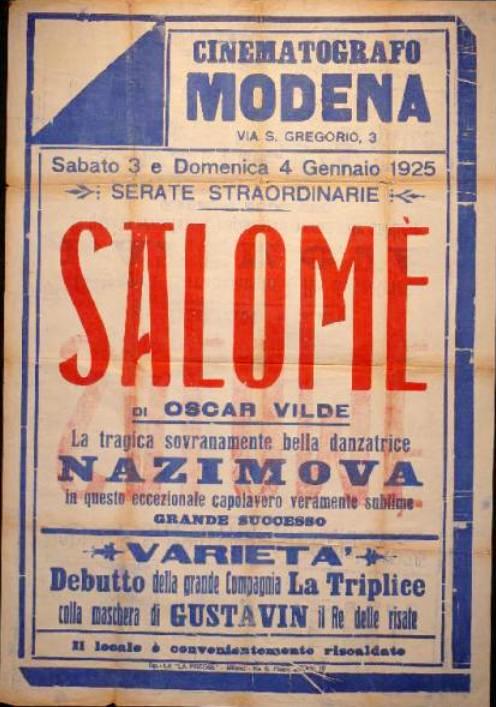 CINEMATOGRAFO
MODENA
VIA S. GREGORIO, 3
Sabato 3 e Domenica 4 Gennaio 1925
SERATE STRAORDINARIE
SALOMÈ
DI OSCAR VILDE
La tragica sovranamente bella danzatrice
NAZIMOVA
in questo eccezionale capolavoro veramente sublime
GRANDE SUCCESSO
VARIETA'
Debutto della grande Compagnia La Triplice
colla maschera di GUSTAVIN il Re delle risate
Il locale è convenientemente riscaldato
Milano - Via S.